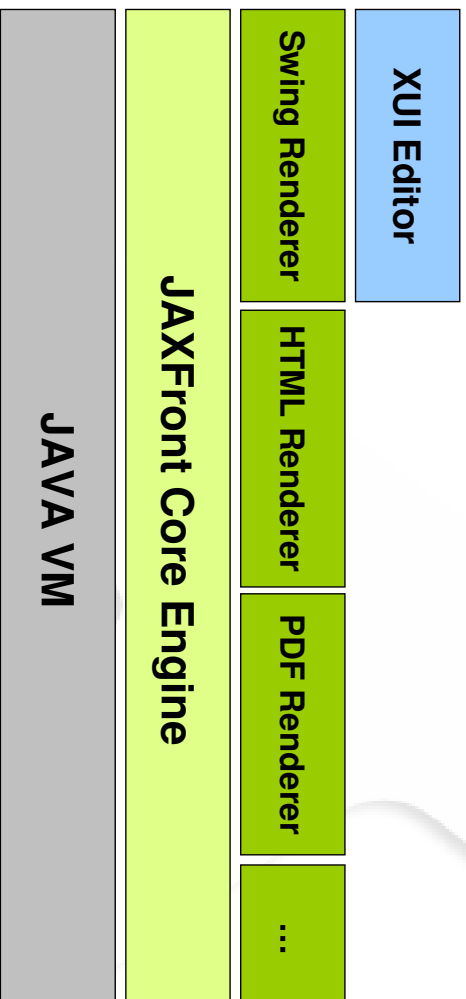 XUI Editor
Swing Renderer
HTML Renderer
PDF Renderer
...
JAXFront Core Engine
JAVA VM